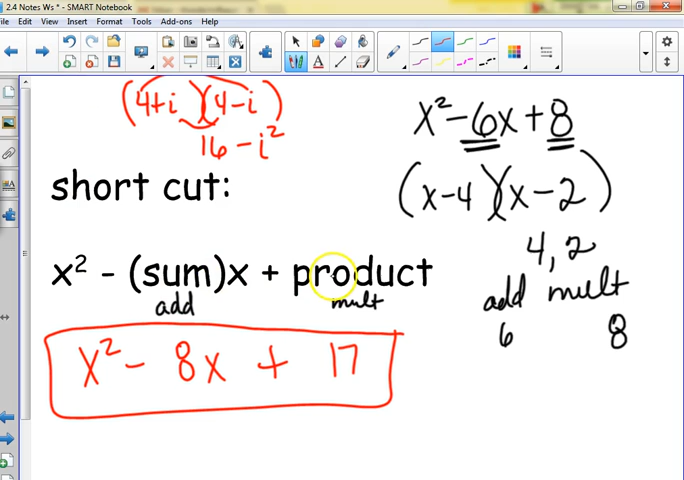 2.4 Notes Ws * - SMART Notebook
Edit View Insert Format Tools Add-ons Help
(4+i)(4-i)
16 - i²
short cut:
x² - (sum)x + product
add mult
x² - 8x + 17
x² - 6x + 8
(x-4)(x-2)
4, 2
add mult
6 8